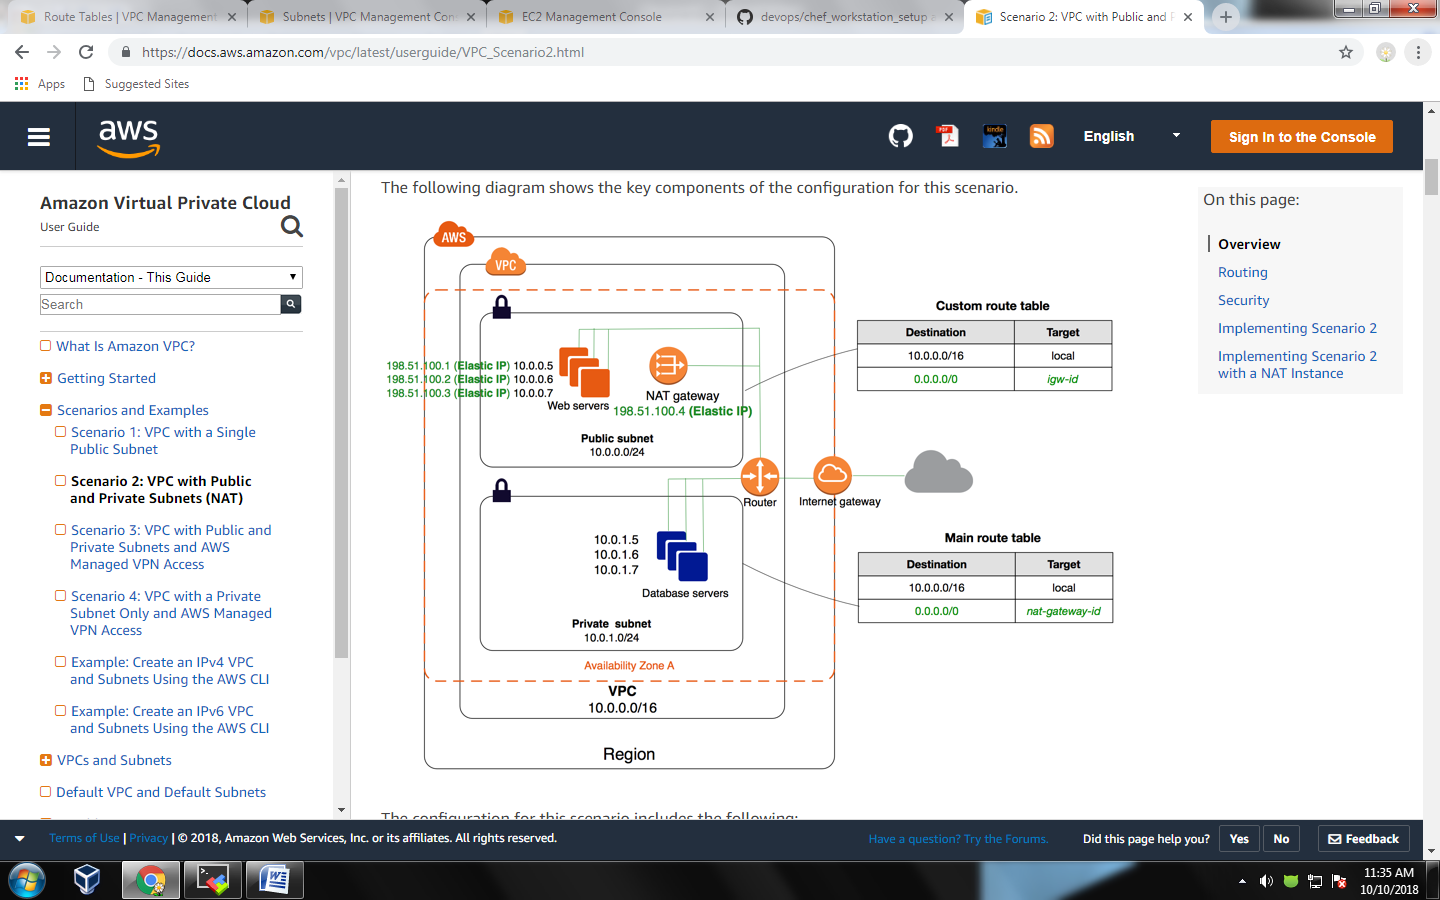 Route Tables | VPC Management
Subnets | VPC Management Con
EC2 Management Console
devops/chef_workstation_setup a
Scenario 2: VPC with Public and P
https://docs.aws.amazon.com/vpc/latest/userguide/VPC_Scenario2.html
Apps
Suggested Sites
aws
PDF
kindle
English
Sign In to the Console
Amazon Virtual Private Cloud
User Guide
Documentation - This Guide
Search
What Is Amazon VPC?
Getting Started
Scenarios and Examples
Scenario 1: VPC with a Single
Public Subnet
Scenario 2: VPC with Public
and Private Subnets (NAT)
Scenario 3: VPC with Public and
Private Subnets and AWS
Managed VPN Access
Scenario 4: VPC with a Private
Subnet Only and AWS Managed
VPN Access
Example: Create an IPv4 VPC
and Subnets Using the AWS CLI
Example: Create an IPv6 VPC
and Subnets Using the AWS CLI
VPCs and Subnets
Default VPC and Default Subnets
The following diagram shows the key components of the configuration for this scenario.
AWS
VPC
198.51.100.1 (Elastic IP) 10.0.0.5
198.51.100.2 (Elastic IP) 10.0.0.6
198.51.100.3 (Elastic IP) 10.0.0.7
Web servers
NAT gateway
198.51.100.4 (Elastic IP)
Public subnet
10.0.0.0/24
Router
Internet gateway
10.0.1.5
10.0.1.6
10.0.1.7
Database servers
Private subnet
10.0.1.0/24
Availability Zone A
VPC
10.0.0.0/16
Region
Custom route table
Destination Target
10.0.0.0/16 local
0.0.0.0/0 igw-id
Main route table
Destination Target
10.0.0.0/16 local
0.0.0.0/0 nat-gateway-id
The configuration for this scenario includes the following:
On this page:
Overview
Routing
Security
Implementing Scenario 2
Implementing Scenario 2
with a NAT Instance
Terms of Use | Privacy | © 2018, Amazon Web Services, Inc. or its affiliates. All rights reserved.
Have a question? Try the Forums.
Did this page help you?
Yes
No
Feedback
11:35 AM
10/10/2018